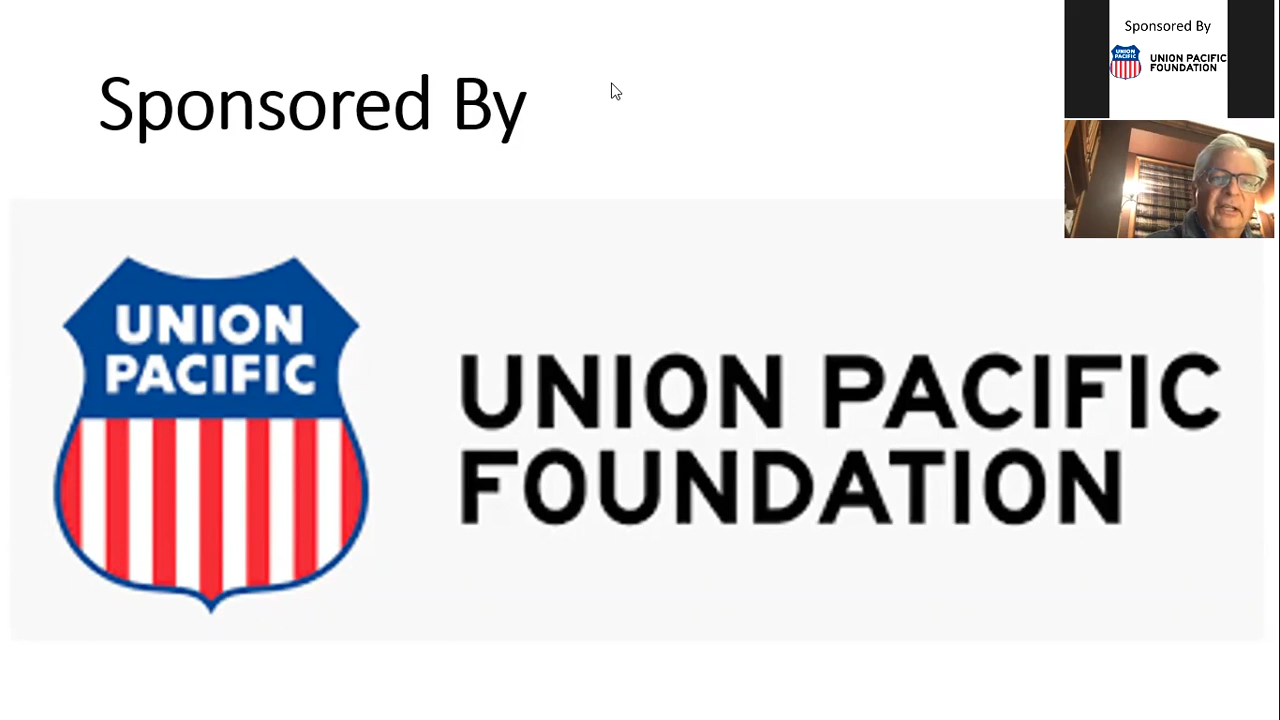 Sponsored By
UNION
PACIFIC
UNION PACIFIC
FOUNDATION
Sponsored By
UNION
PACIFIC
UNION PACIFIC
FOUNDATION